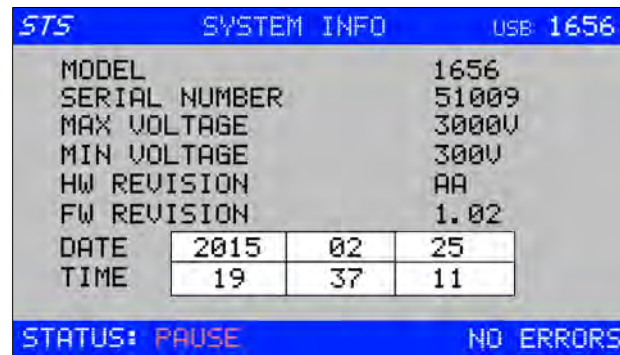 STS SYSTEM INFO USB 1656
MODEL 1656
SERIAL NUMBER 51009
MAX VOLTAGE 3000V
MIN VOLTAGE 300V
HW REVISION AA
FW REVISION 1.02
DATE 2015 02 25
TIME 19 37 11
STATUS: PAUSE NO ERRORS